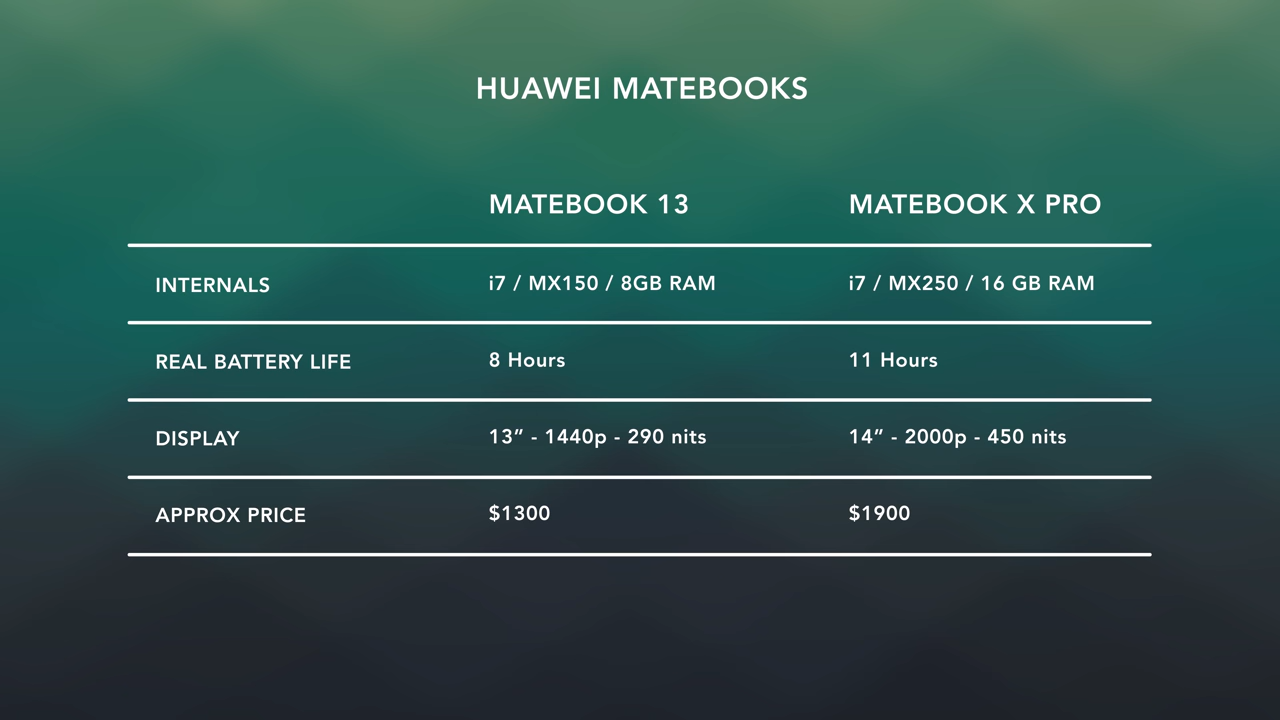 HUAWEI MATEBOOKS
MATEBOOK 13 MATEBOOK X PRO
INTERNALS i7 / MX150 / 8GB RAM i7 / MX250 / 16 GB RAM
REAL BATTERY LIFE 8 Hours 11 Hours
DISPLAY 13” - 1440p - 290 nits 14” - 2000p - 450 nits
APPROX PRICE $1300 $1900